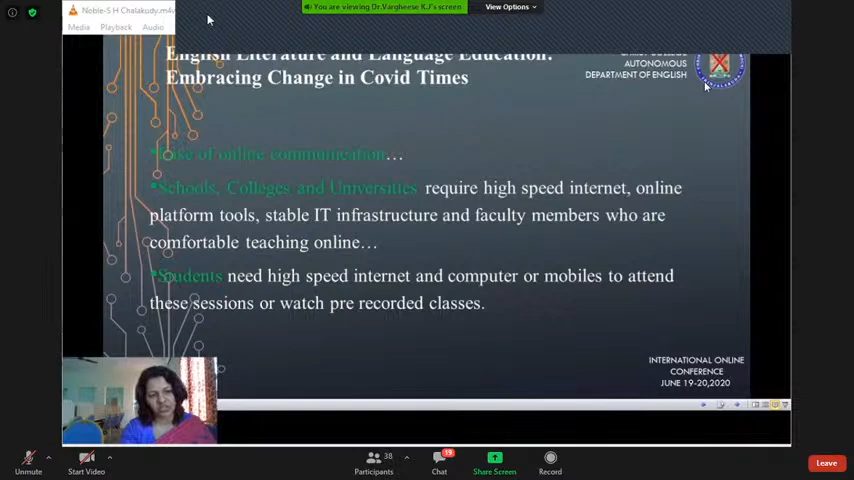 Noble-S H Chalakudy.m4v
You are viewing Dr.Vargheese K.J's screen
View Options
Media Playback Audio
English Literature and Language Education:
Embracing Change in Covid Times
AUTONOMOUS
DEPARTMENT OF ENGLISH
•Ease of online communication…
•Schools, Colleges and Universities require high speed internet, online
platform tools, stable IT infrastructure and faculty members who are
comfortable teaching online…
•Students need high speed internet and computer or mobiles to attend
these sessions or watch pre recorded classes.
INTERNATIONAL ONLINE
CONFERENCE
JUNE 19-20,2020
38
19
Unmute
Start Video
Participants
Chat
Share Screen
Record
Leave